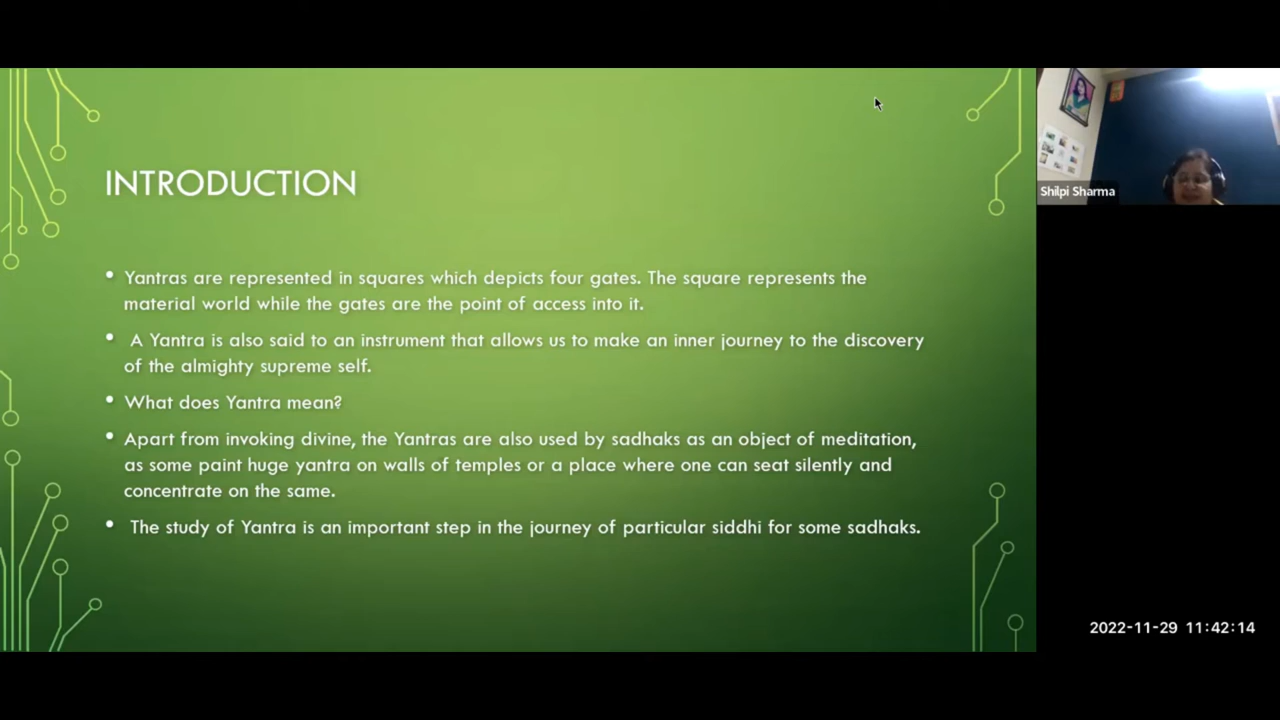 INTRODUCTION
• Yantras are represented in squares which depicts four gates. The square represents the
material world while the gates are the point of access into it.
• A Yantra is also said to an instrument that allows us to make an inner journey to the discovery
of the almighty supreme self.
• What does Yantra mean?
• Apart from invoking divine, the Yantras are also used by sadhaks as an object of meditation,
as some paint huge yantra on walls of temples or a place where one can seat silently and
concentrate on the same.
• The study of Yantra is an important step in the journey of particular siddhi for some sadhaks.
Shilpi Sharma
2022-11-29 11:42:14